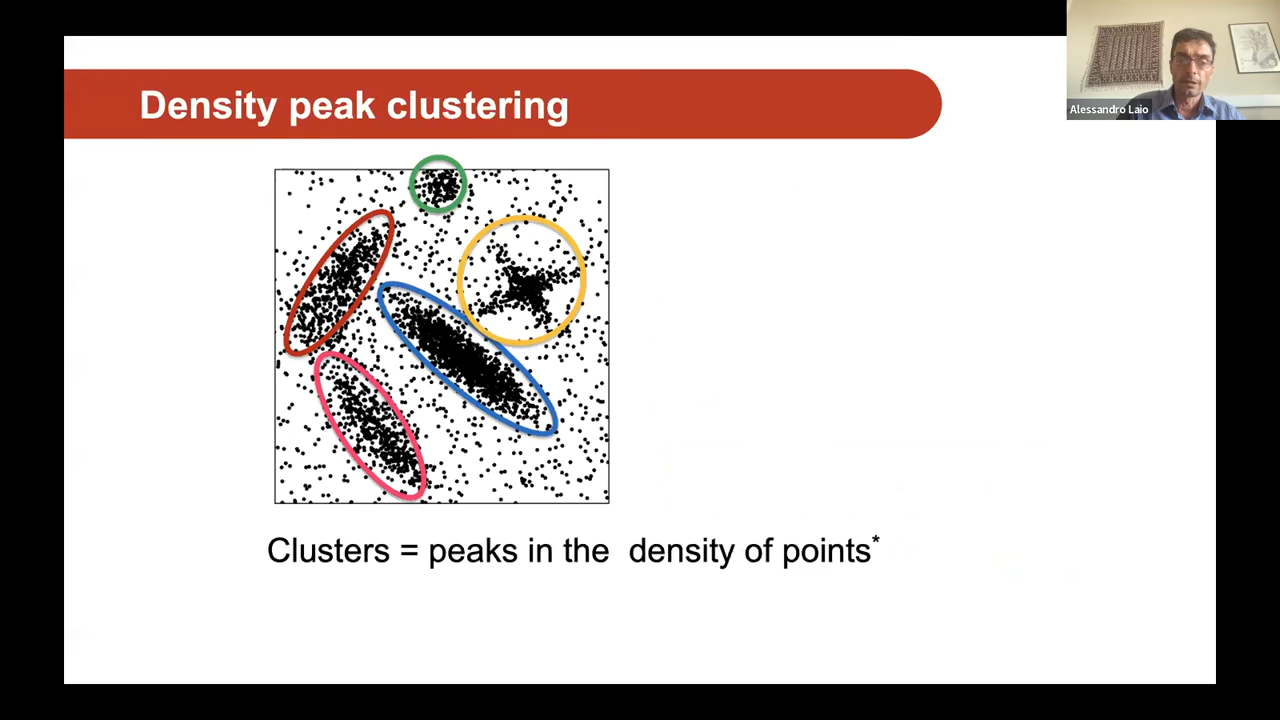 Density peak clustering
Alessandro Laio
Clusters = peaks in the density of points*